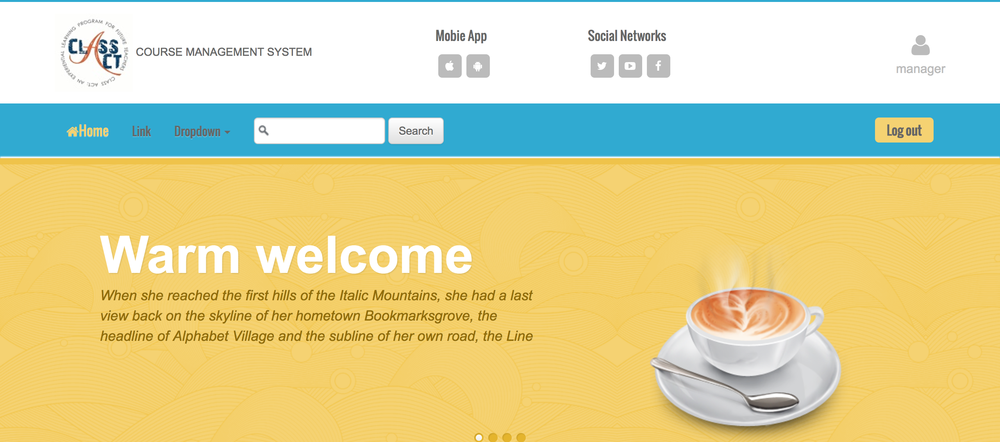 LEARNING PROGRAM FOR FUTURE TEACHERS
CLASS ACT: AN EXPERIENTIAL
CLASS
ACT
COURSE MANAGEMENT SYSTEM
Mobie App
Social Networks
manager
Home
Link
Dropdown
Search
Log out
Warm welcome
When she reached the first hills of the Italic Mountains, she had a last
view back on the skyline of her hometown Bookmarksgrove, the
headline of Alphabet Village and the subline of her own road, the Line